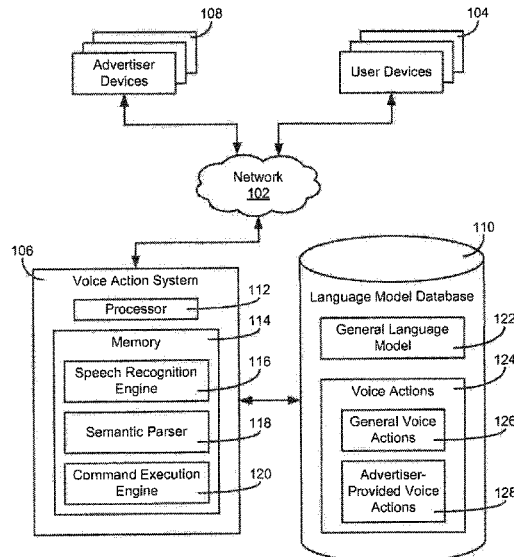 108
Advertiser
Devices
104
User Devices
Network
102
106
Voice Action System
112
Processor
114
Memory
116
Speech Recognition
Engine
118
Semantic Parser
120
Command Execution
Engine
110
Language Model Database
122
General Language
Model
124
Voice Actions
General Voice
Actions
126
Advertiser-
Provided Voice
Actions
128